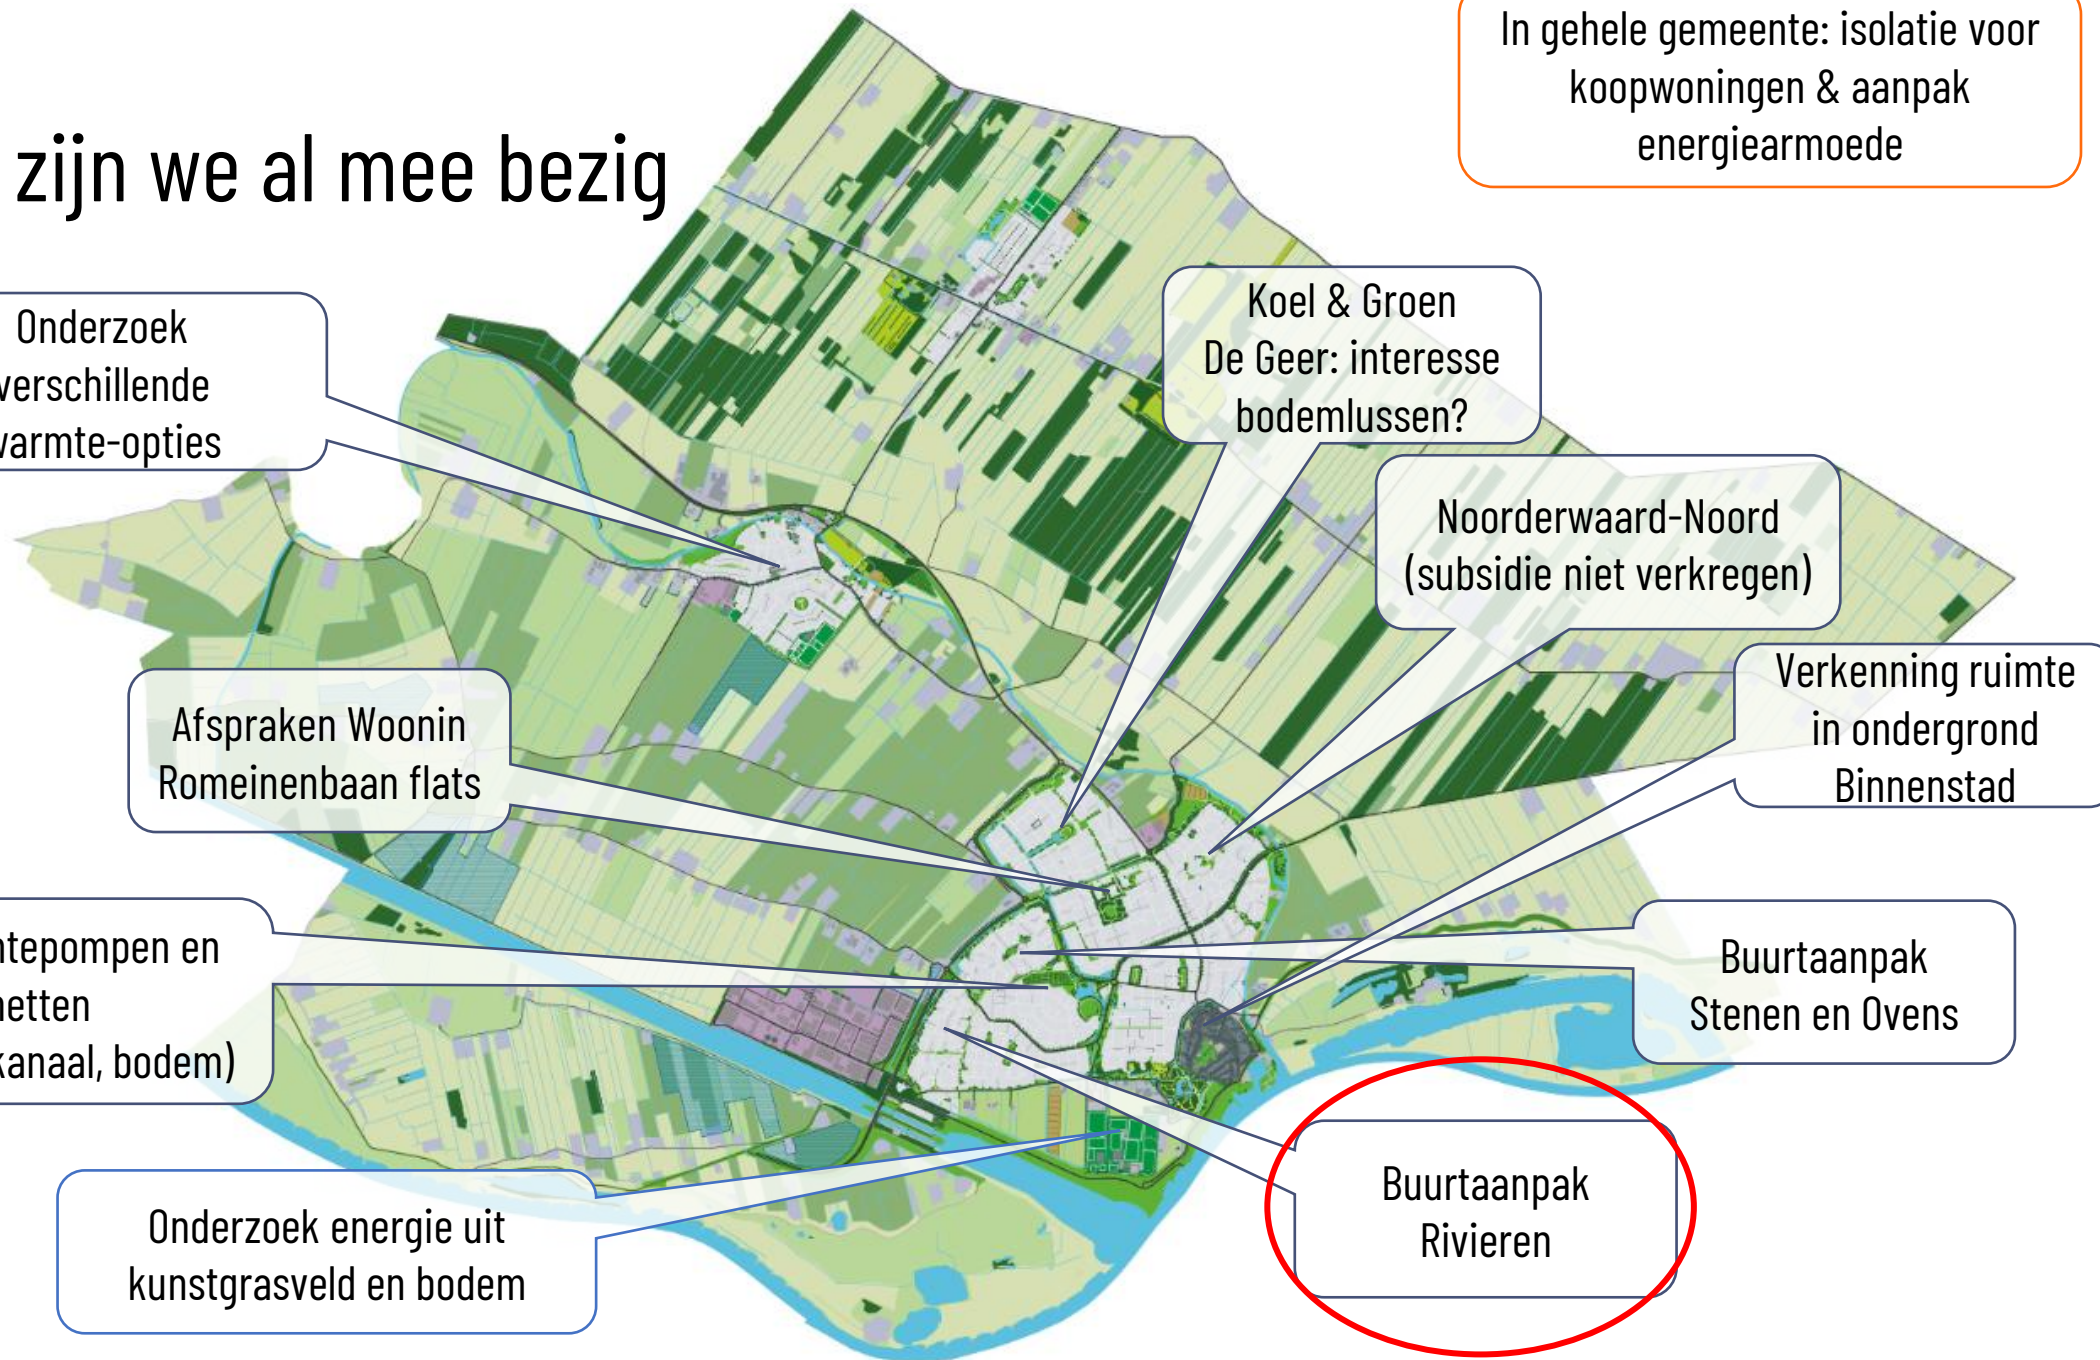 In gehele gemeente: isolatie voor
koopwoningen & aanpak
energiearmoede
zijn we al mee bezig
Onderzoek
verschillende
warmte-opties
Koel & Groen
De Geer: interesse
bodemlussen?
Noorderwaard-Noord
(subsidie niet verkregen)
Verkenning ruimte
in ondergrond
Binnenstad
Afspraken Woonin
Romeinenbaan flats
ntepompen en
netten
kanaal, bodem)
Buurtaanpak
Stenen en Ovens
Buurtaanpak
Rivieren
Onderzoek energie uit
kunstgrasveld en bodem